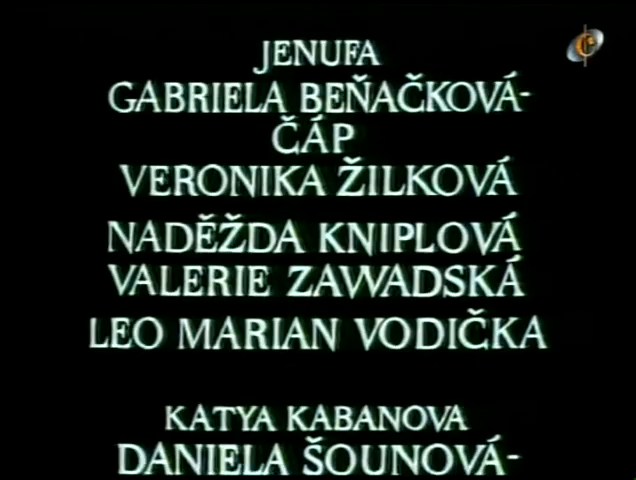 JENUFA
GABRIELA BEŇAČKOVÁ-
ČÁP
VERONIKA ŽILKOVÁ
NADĚŽDA KNIPLOVÁ
VALERIE ZAWADSKÁ
LEO MARIAN VODIČKA
KATYA KABANOVA
DANIELA ŠOUNOVÁ-